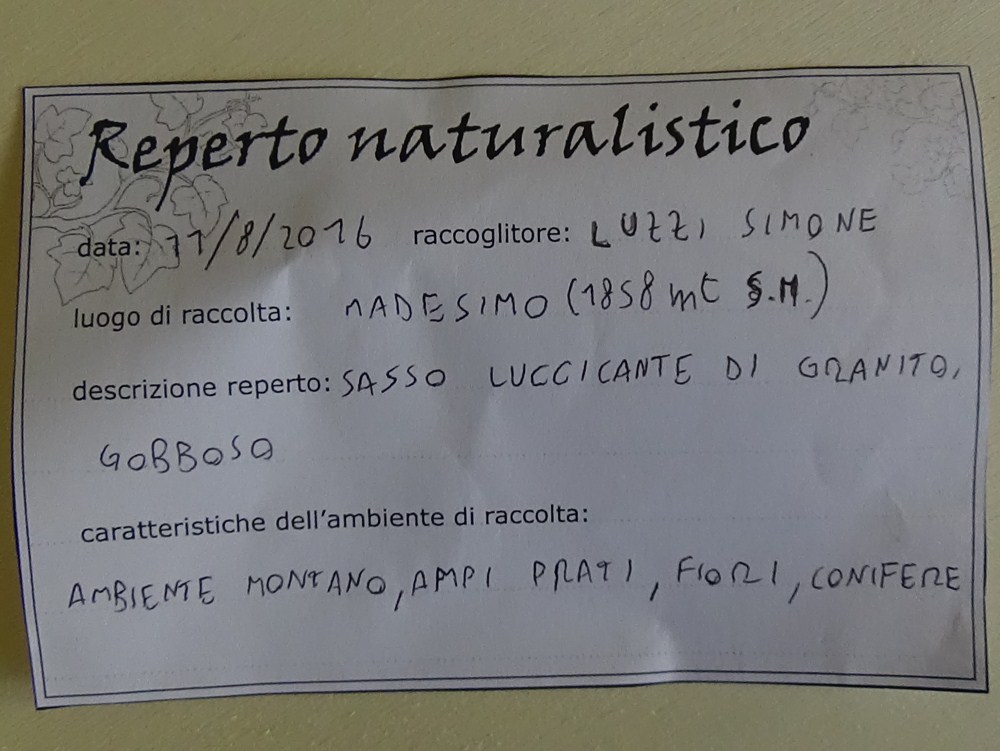 Reperto naturalistico
data: 11/8/2016 raccoglitore: LUZZI SIMONE
luogo di raccolta: MADESIMO (1858 mt S.M.)
descrizione reperto: SASSO LUCCICANTE DI GRANITO,
GOBBOSO
caratteristiche dell'ambiente di raccolta:
AMBIENTE MONTANO, AMPI PRATI, FIORI, CONIFERE